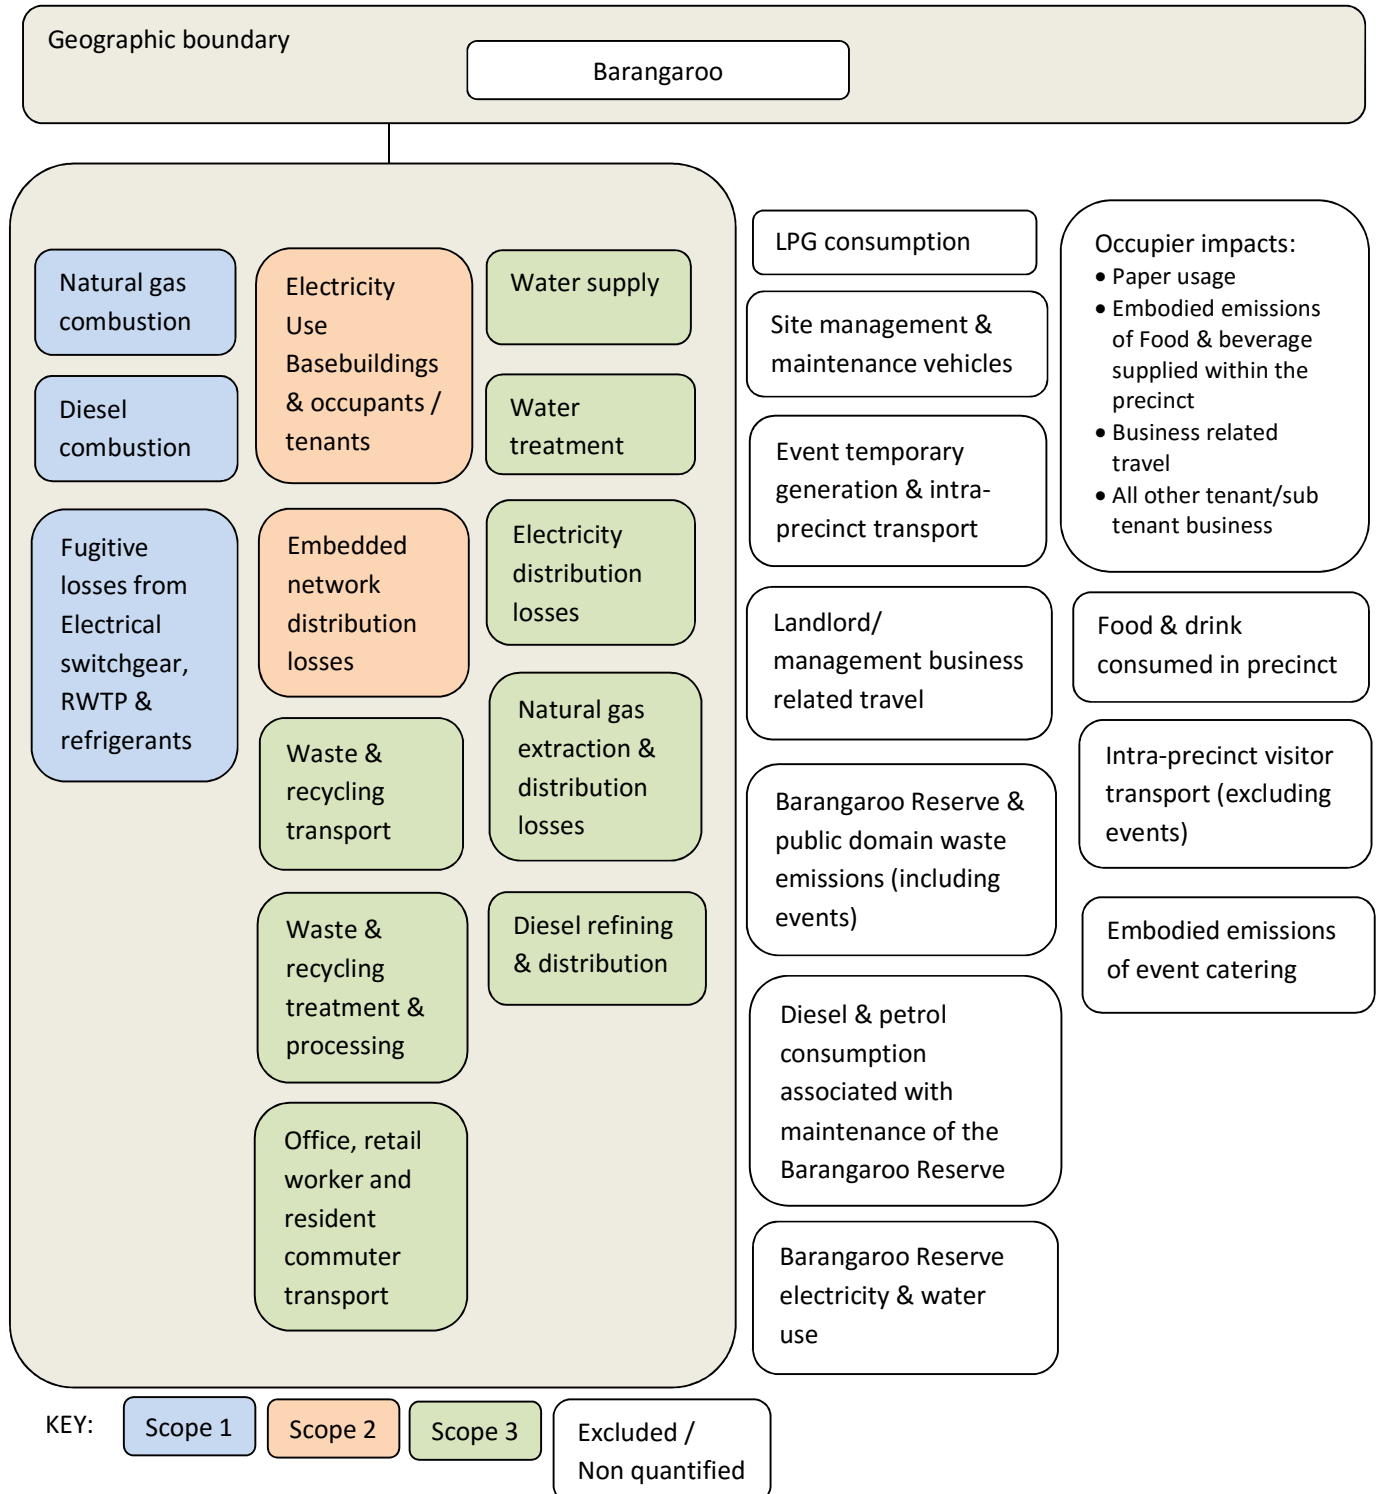 Geographic boundary
Barangaroo
Natural gas
combustion
Diesel
combustion
Fugitive
losses from
Electrical
switchgear,
RWTP &
refrigerants
Electricity
Use
Basebuildings
& occupants /
tenants
Embedded
network
distribution
losses
Waste &
recycling
transport
Waste &
recycling
treatment &
processing
Office, retail
worker and
resident
commuter
transport
Water supply
Water
treatment
Electricity
distribution
losses
Natural gas
extraction &
distribution
losses
Diesel refining
& distribution
LPG consumption
Site management &
maintenance vehicles
Event temporary
generation & intra-
precinct transport
Landlord/
management business
related travel
Barangaroo Reserve &
public domain waste
emissions (including
events)
Diesel & petrol
consumption
associated with
maintenance of the
Barangaroo Reserve
Barangaroo Reserve
electricity & water
use
Occupier impacts:
• Paper usage
• Embodied emissions
of Food & beverage
supplied within the
precinct
• Business related
travel
• All other tenant/sub
tenant business
Food & drink
consumed in precinct
Intra-precinct visitor
transport (excluding
events)
Embodied emissions
of event catering
KEY:
Scope 1
Scope 2
Scope 3
Excluded /
Non quantified